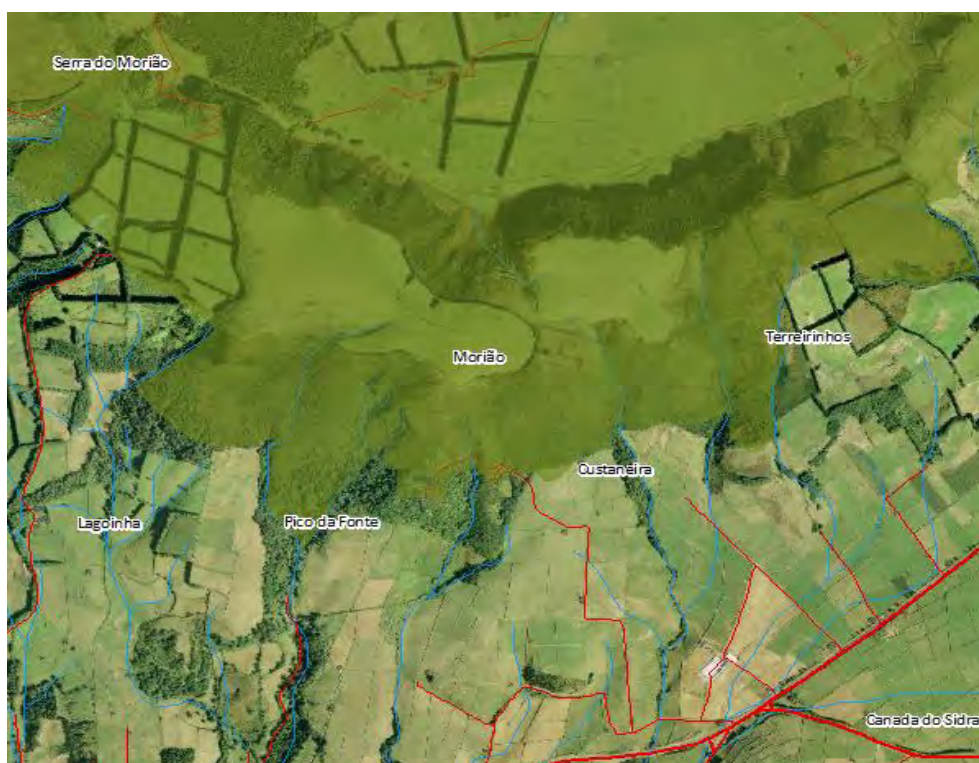 Serra do Morião
Terreirinhos
Morião
Custaneira
Lagoinha
Pico da Fonte
Canada do Sidra